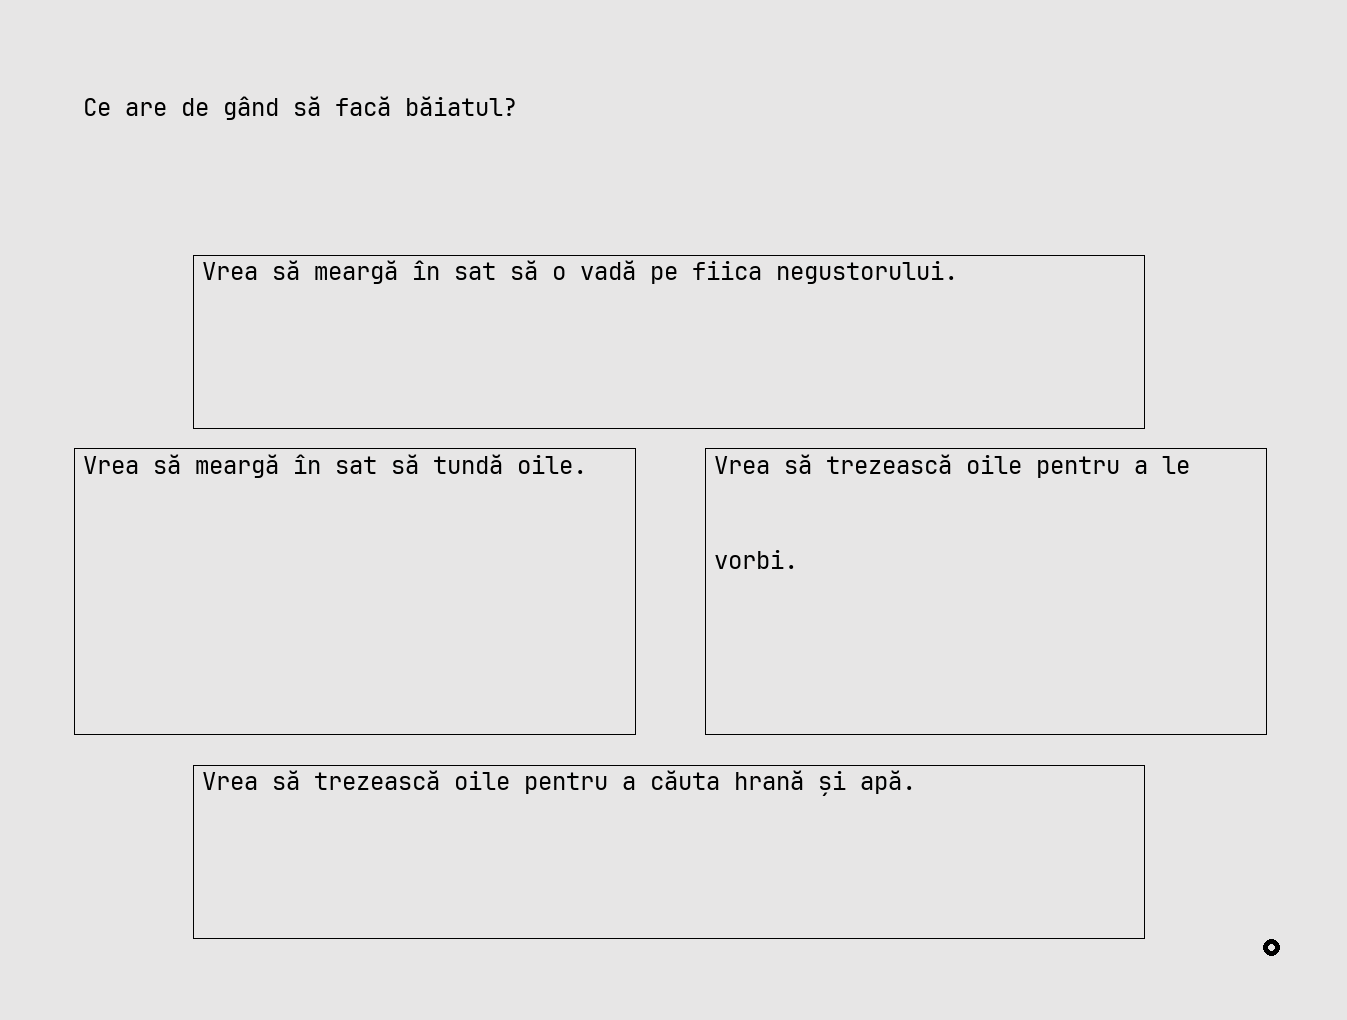 Ce are de gând să facă băiatul?
Vrea să meargă în sat să o vadă pe fiica negustorului.
Vrea să meargă în sat să tundă oile.
Vrea să trezească oile pentru a le
vorbi.
Vrea să trezească oile pentru a căuta hrană și apă.